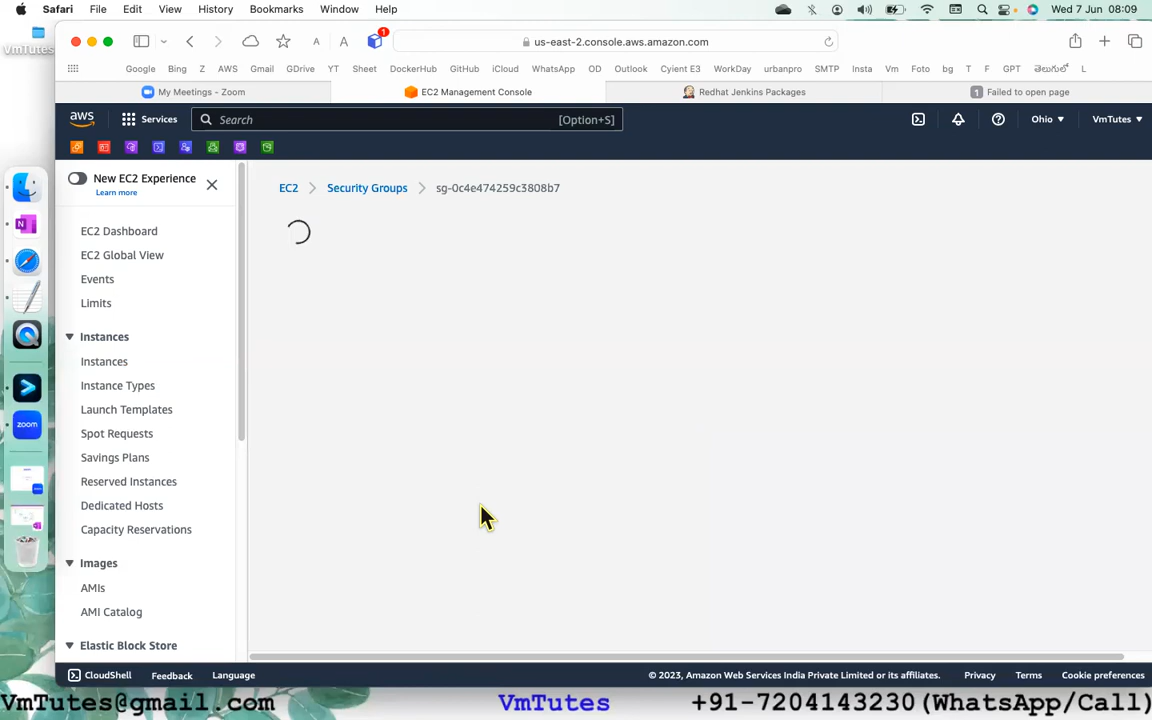 Safari File Edit View History Bookmarks Window Help Wed 7 Jun 08:09
VmTutes
A A 1 us-east-2.console.aws.amazon.com
Google Bing Z AWS Gmail GDrive YT Sheet DockerHub GitHub iCloud WhatsApp OD Outlook Cyient E3 WorkDay urbanpro SMTP Insta Vm Foto bg T F GPT తెలుగులో L
My Meetings - Zoom EC2 Management Console Redhat Jenkins Packages 1 Failed to open page
aws Services Search [Option+S] Ohio VmTutes
New EC2 Experience
Learn more
EC2 Security Groups sg-0c4e474259c3808b7
EC2 Dashboard
EC2 Global View
Events
Limits
Instances
Instances
Instance Types
Launch Templates
Spot Requests
Savings Plans
Reserved Instances
Dedicated Hosts
Capacity Reservations
Images
AMIs
AMI Catalog
Elastic Block Store
zoom
CloudShell Feedback Language © 2023, Amazon Web Services India Private Limited or its affiliates. Privacy Terms Cookie preferences
VmTutes@gmail.com VmTutes +91-7204143230(WhatsApp/Call)